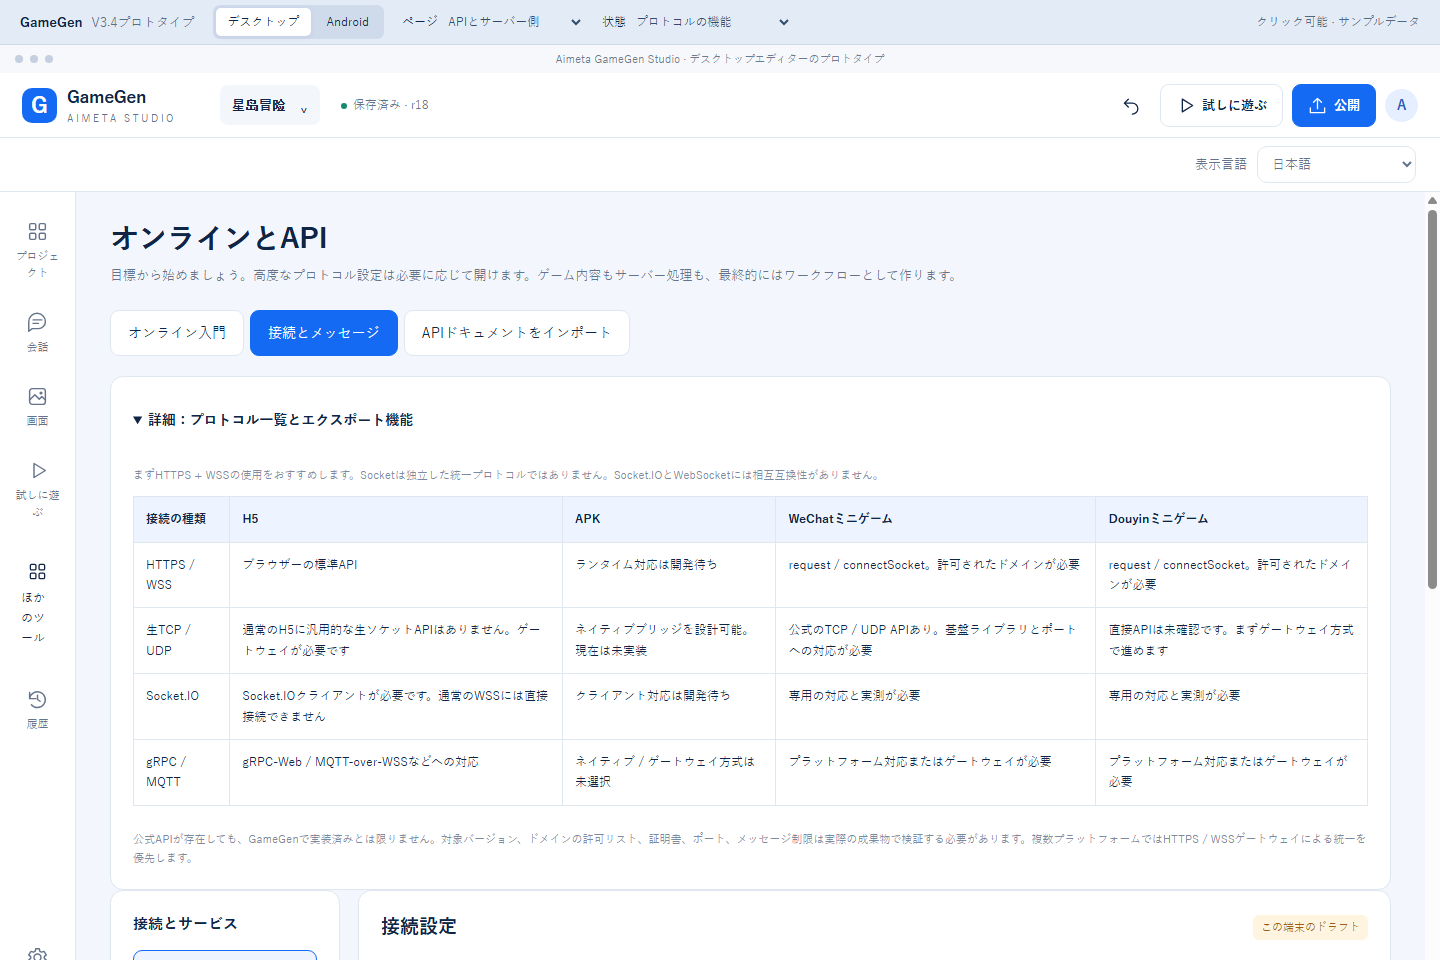 GameGen V3.4プロトタイプ デスクトップ Android ページ APIとサーバー側 状態 プロトコルの機能 クリック可能 · サンプルデータ
Aimeta GameGen Studio · デスクトップエディターのプロトタイプ
G GameGen
AIMETA STUDIO
星岛冒险
保存済み · r18
試しに遊ぶ
公開
A
表示言語 日本語
プロジェ
クト
会話
画面
試しに遊
ぶ
ほか
のツ
ール
履歴
オンラインとAPI
目標から始めましょう。高度なプロトコル設定は必要に応じて開けます。ゲーム内容もサーバー処理も、最終的にはワークフローとして作ります。
オンライン入門 接続とメッセージ APIドキュメントをインポート
▼ 詳細：プロトコル一覧とエクスポート機能
まずHTTPS + WSSの使用をおすすめします。Socketは独立した統一プロトコルではありません。Socket.IOとWebSocketには相互互換性がありません。
接続の種類 H5 APK WeChatミニゲーム Douyinミニゲーム
HTTPS /
WSS
ブラウザーの標準API
ランタイム対応は開発待ち
request / connectSocket。許可されたドメインが必要
request / connectSocket。許可されたドメイ
ンが必要
生TCP /
UDP
通常のH5に汎用的な生ソケットAPIはありません。ゲー
トウェイが必要です
ネイティブブリッジを設計可能。
現在は未実装
公式のTCP / UDP APIあり。基盤ライブラリとポート
への対応が必要
直接APIは未確認です。まずゲートウェイ方式
で進めます
Socket.IO
Socket.IOクライアントが必要です。通常のWSSには直接
接続できません
クライアント対応は開発待ち
専用の対応と実測が必要
専用の対応と実測が必要
gRPC /
MQTT
gRPC-Web / MQTT-over-WSSなどへの対応
ネイティブ / ゲートウェイ方式は
未選択
プラットフォーム対応またはゲートウェイが必要
プラットフォーム対応またはゲートウェイが
必要
公式APIが存在しても、GameGenで実装済みとは限りません。対象バージョン、ドメインの許可リスト、証明書、ポート、メッセージ制限は実際の成果物で検証する必要があります。複数プラットフォームではHTTPS / WSSゲートウェイによる統一を
優先します。
接続とサービス
接続設定
この端末のドラフト